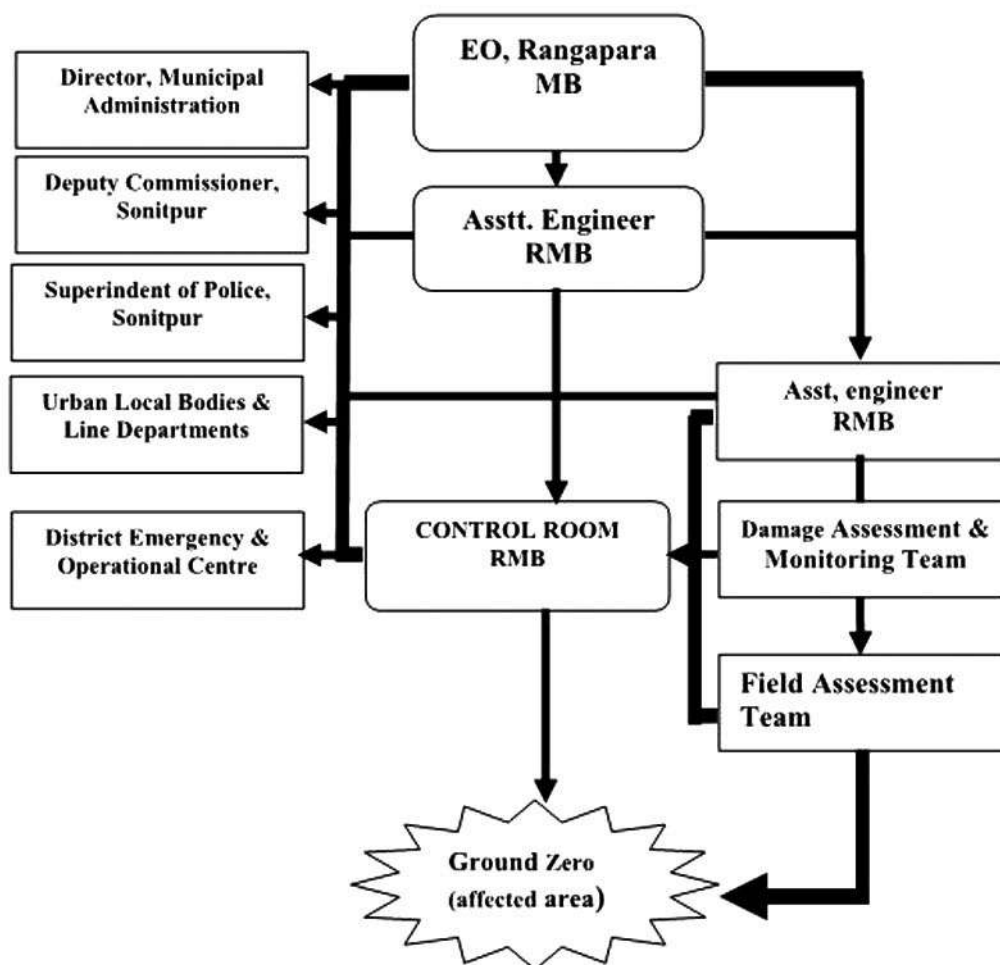 EO, Rangapara
MB
Director, Municipal
Administration
Deputy Commissioner,
Sonitpur
Asstt. Engineer
RMB
Superindent of Police,
Sonitpur
Urban Local Bodies &
Line Departments
Asst, engineer
RMB
District Emergency &
Operational Centre
CONTROL ROOM
RMB
Damage Assessment &
Monitoring Team
Field Assessment
Team
Ground Zero
(affected area)